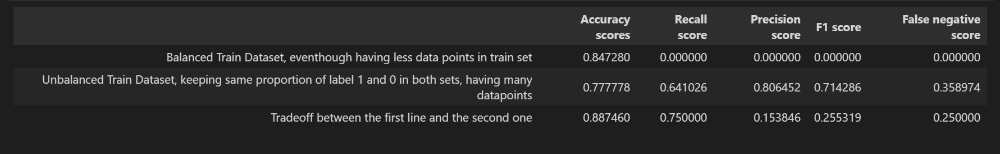 Accuracy scores Recall score Precision score F1 score False negative score
Balanced Train Dataset, eventhough having less data points in train set 0.847280 0.000000 0.000000 0.000000 0.000000
Unbalanced Train Dataset, keeping same proportion of label 1 and 0 in both sets, having many datapoints 0.777778 0.641026 0.806452 0.714286 0.358974
Tradeoff between the first line and the second one 0.887460 0.750000 0.153846 0.255319 0.250000